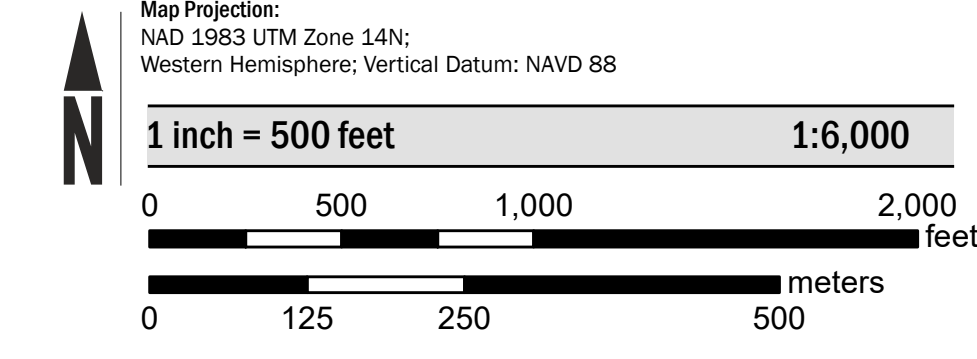 Map Projection:
NAD 1983 UTM Zone 14N;
Western Hemisphere; Vertical Datum: NAVD 88
N
1 inch = 500 feet 1:6,000
0 500 1,000 2,000
feet
meters
0 125 250 500